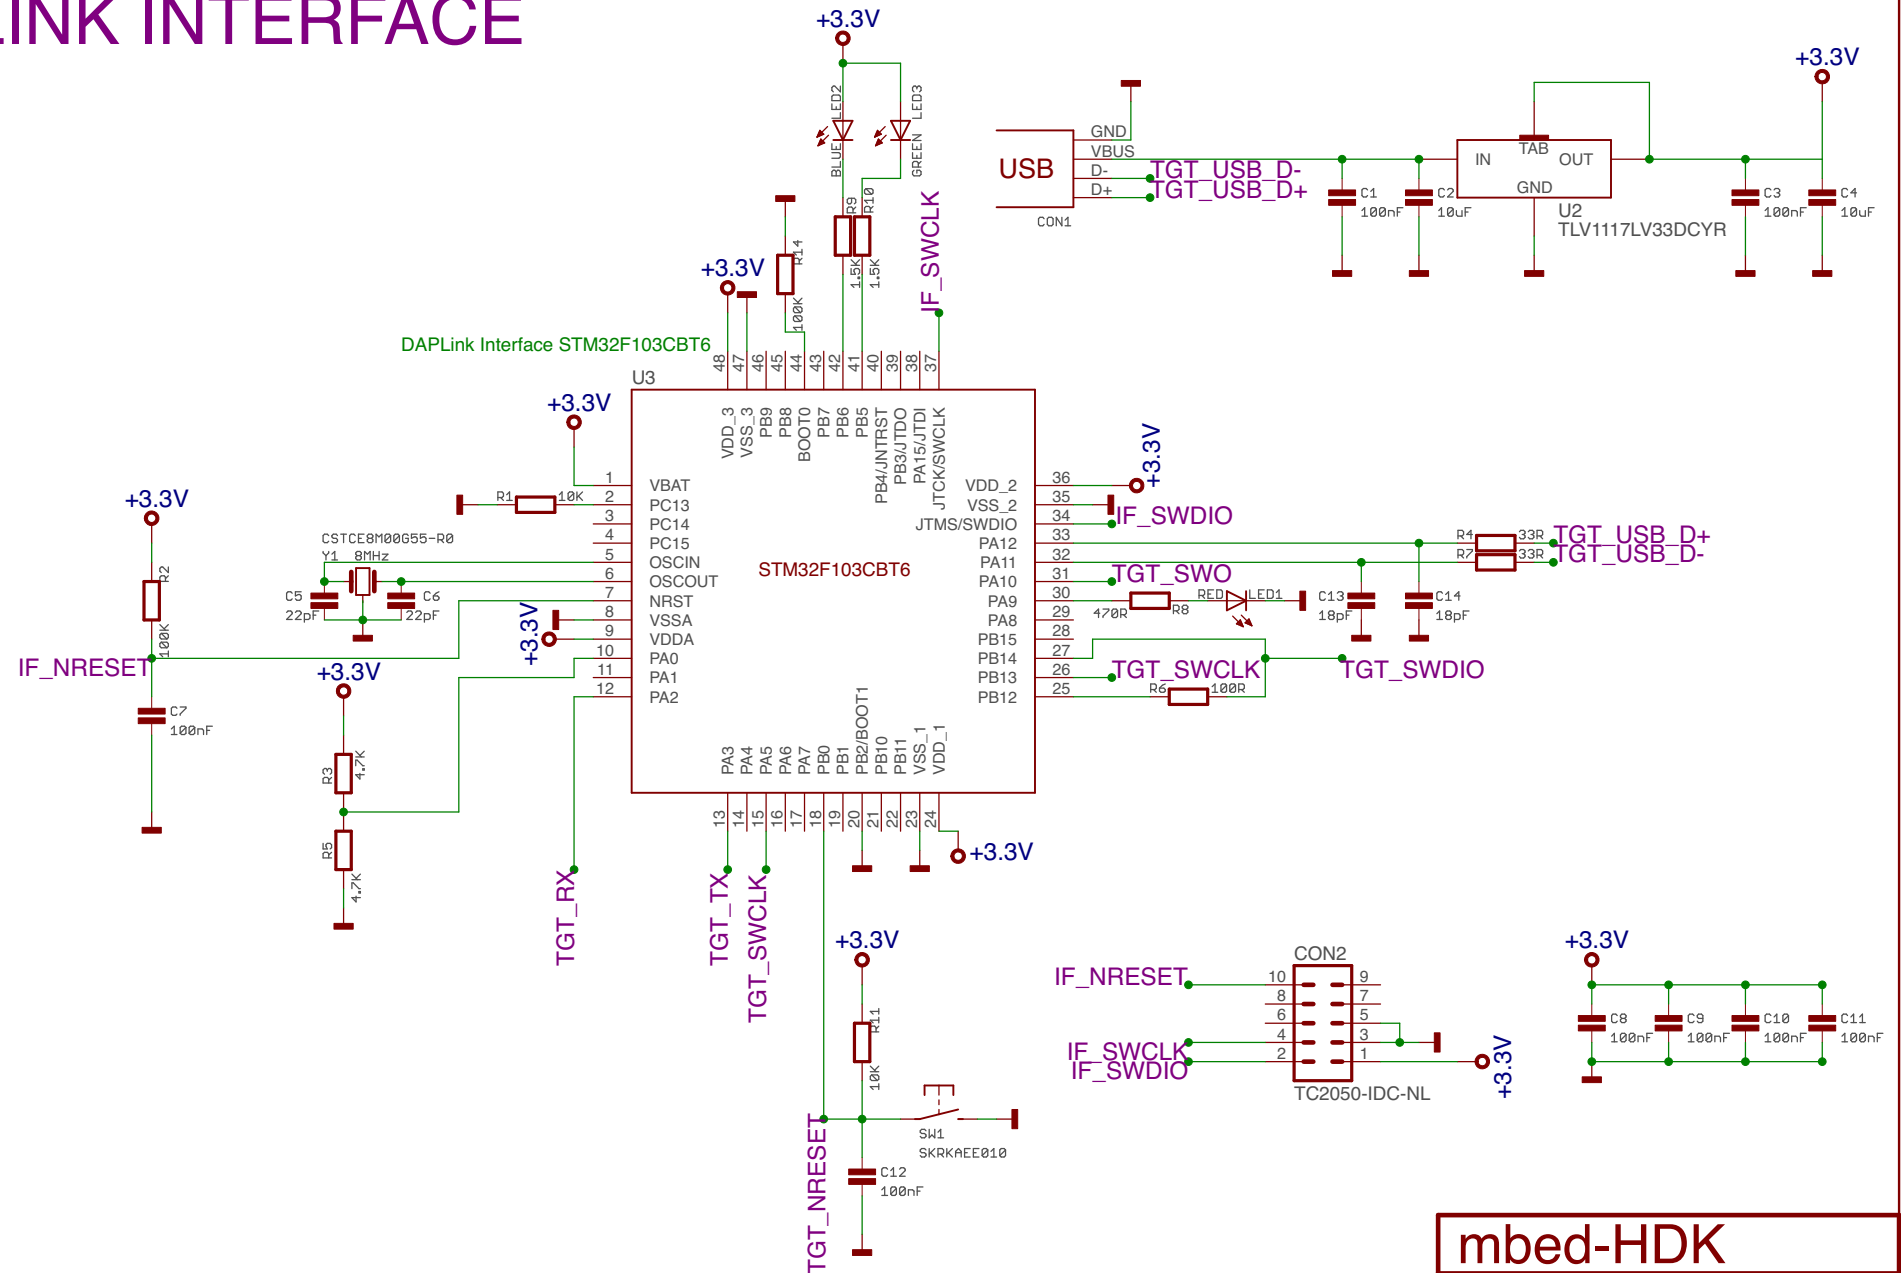 LINK INTERFACE
+3.3V
BLUE LED2
GREEN LED3
R9
1.5K
R10
1.5K
R14
100K
+3.3V
IF_SWCLK
USB
GND
VBUS
D-
D+
CON1
TGT_USB_D-
TGT_USB_D+
C1
100nF
C2
10uF
IN
TAB
OUT
GND
U2
TLV1117LV33DCYR
C3
100nF
C4
10uF
+3.3V
DAPLink Interface STM32F103CBT6
U3
STM32F103CBT6
48
47
46
45
44
43
42
41
40
39
38
37
VDD_3
VSS_3
PB9
PB8
BOOT0
PB7
PB6
PB5
PB4/JNTRST
PB3/JTDO
PA15/JTDI
JTCK/SWCLK
+3.3V
1 VBAT
2 PC13
3 PC14
4 PC15
5 OSCIN
6 OSCOUT
7 NRST
8 VSSA
9 VDDA
10 PA0
11 PA1
12 PA2
R1 10K
CSTCE8M00G55-R0
Y1 8MHz
C5
22pF
C6
22pF
+3.3V
+3.3V
R2
100K
IF_NRESET
C7
100nF
+3.3V
R3
4.7K
R5
4.7K
VDD_2 36
VSS_2 35
JTMS/SWDIO 34
PA12 33
PA11 32
PA10 31
PA9 30
PA8 29
PB15 28
PB14 27
PB13 26
PB12 25
+3.3V
IF_SWDIO
R4 33R TGT_USB_D+
R7 33R TGT_USB_D-
TGT_SWO
470R R8
RED LED1
C13
18pF
C14
18pF
TGT_SWCLK
TGT_SWDIO
R6 100R
PA3
PA4
PA5
PA6
PA7
PB0
PB1
PB2/BOOT1
PB10
PB11
VSS_1
VDD_1
13
14
15
16
17
18
19
20
21
22
23
24
+3.3V
TGT_RX
TGT_TX
TGT_SWCLK
+3.3V
R11
10K
TGT_NRESET
SW1
SKRKAEE010
C12
100nF
CON2
IF_NRESET
IF_SWCLK
IF_SWDIO
10 9
8 7
6 5
4 3
2 1
TC2050-IDC-NL
+3.3V
+3.3V
C8
100nF
C9
100nF
C10
100nF
C11
100nF
mbed-HDK